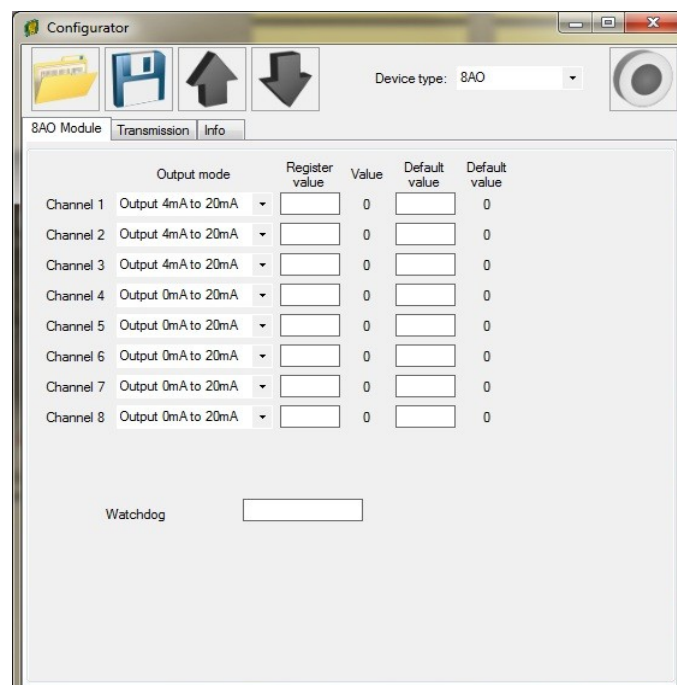 Configurator
Device type: 8AO
8AO Module Transmission Info
Output mode Register value Value Default value Default value
Channel 1 Output 4mA to 20mA 0 0
Channel 2 Output 4mA to 20mA 0 0
Channel 3 Output 4mA to 20mA 0 0
Channel 4 Output 0mA to 20mA 0 0
Channel 5 Output 0mA to 20mA 0 0
Channel 6 Output 0mA to 20mA 0 0
Channel 7 Output 0mA to 20mA 0 0
Channel 8 Output 0mA to 20mA 0 0
Watchdog